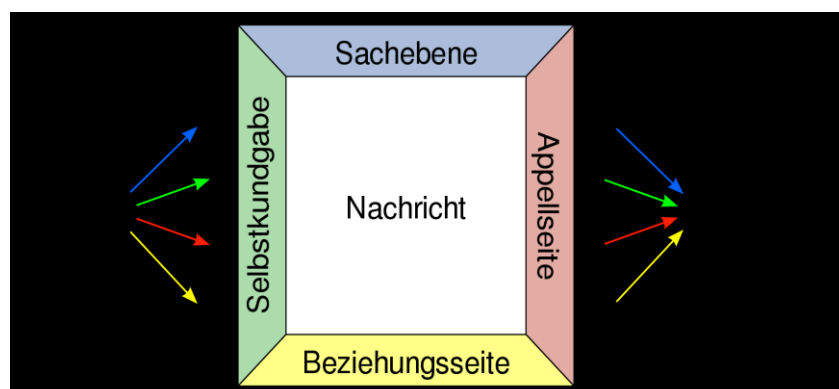 Sachebene
Selbstkundgabe
Nachricht
Appellseite
Beziehungsseite